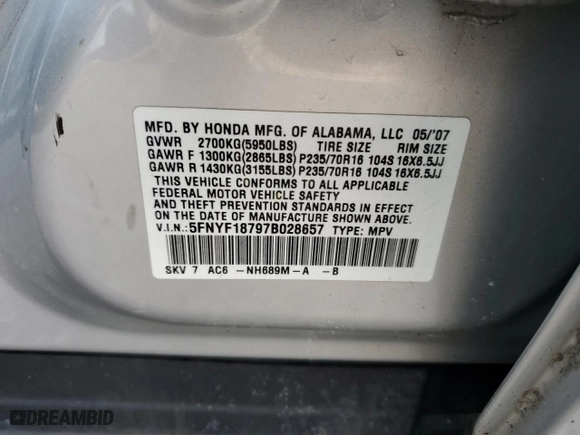 MFD. BY HONDA MFG. OF ALABAMA, LLC 05/'07
GVWR 2700KG(5950LBS) TIRE SIZE RIM SIZE
GAWR F 1300KG(2865LBS) P235/70R16 104S 16X6.5JJ
GAWR R 1430KG(3155LBS) P235/70R16 104S 16X6.5JJ
THIS VEHICLE CONFORMS TO ALL APPLICABLE
FEDERAL MOTOR VEHICLE SAFETY
AND THEFT PREVENTION STANDARDS IN EFFECT
ON THE DATE OF MANUFACTURE SHOWN ABOVE.
V.I.N.: 5FNYF18797B028657 TYPE: MPV
SKV 7 AC6 -NH689M-A -B
DREAMBID